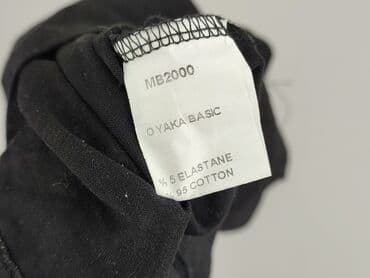 MB2000
O YAKA BASIC
% 5 ELASTANE
% 95 COTTON